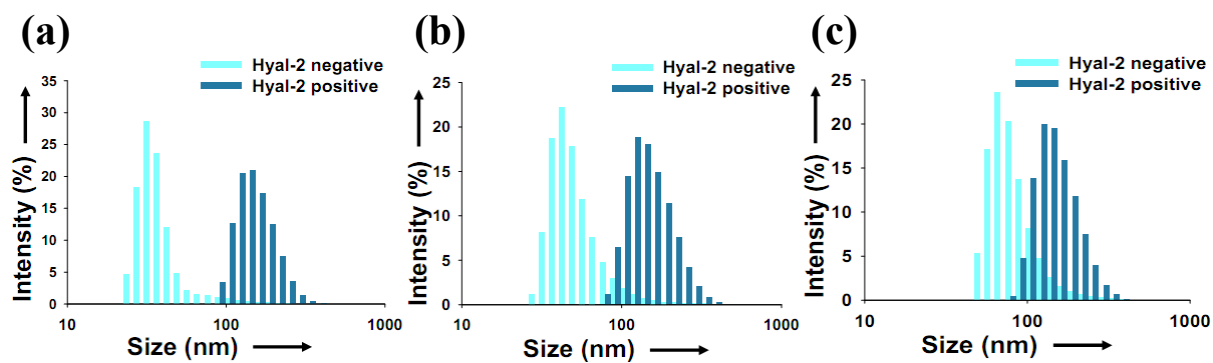 (a)
Hyal-2 negative
Hyal-2 positive
35
30
25
20
15
10
5
0
Intensity (%)
10 100 1000
Size (nm)
(b)
Hyal-2 negative
Hyal-2 positive
25
20
15
10
5
0
Intensity (%)
10 100 1000
Size (nm)
(c)
Hyal-2 negative
Hyal-2 positive
25
20
15
10
5
0
Intensity (%)
10 100 1000
Size (nm)